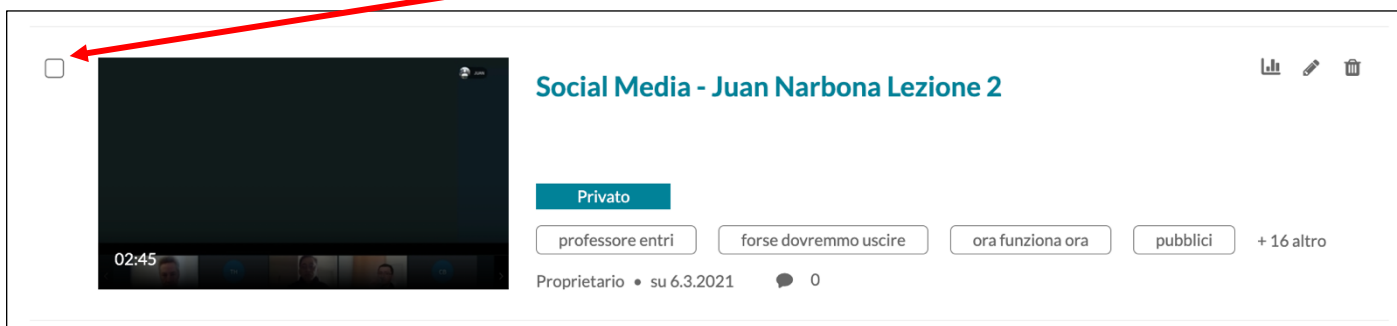 Social Media - Juan Narbona Lezione 2
Privato
professore entri forse dovremmo uscire ora funziona ora pubblici + 16 altro
02:45
Proprietario • su 6.3.2021 0